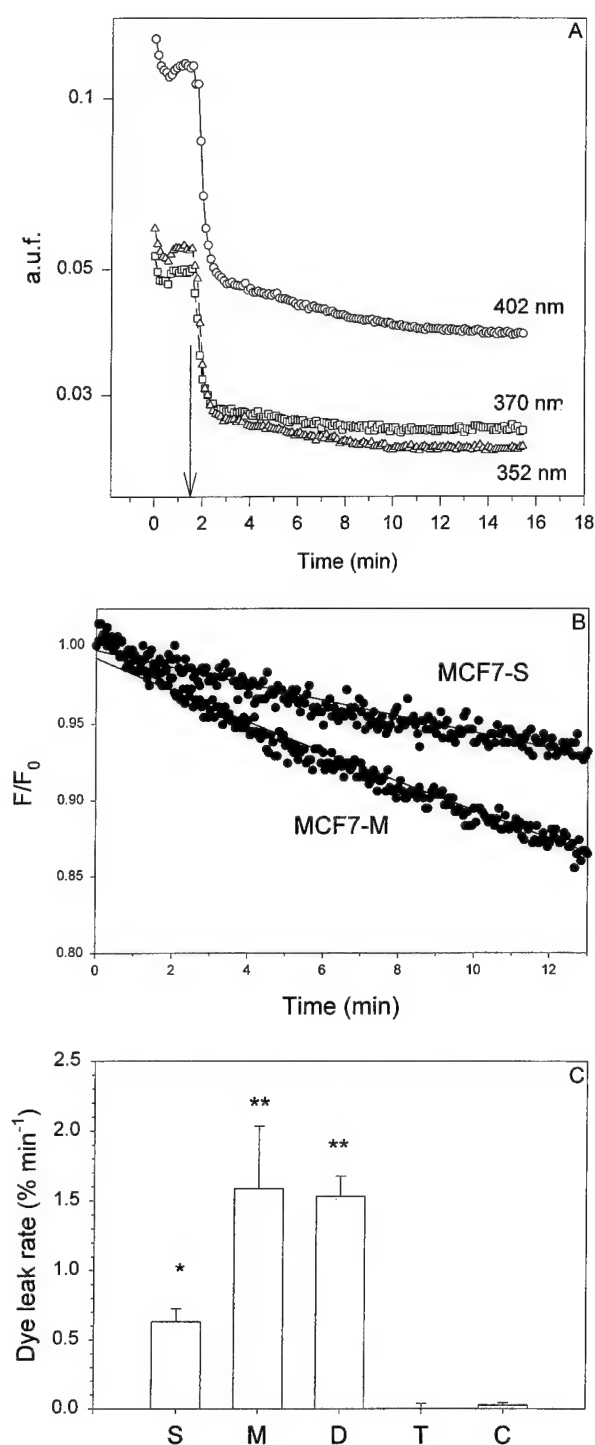 A
0.1
0.05
0.03
a.u.f.
402 nm
370 nm
352 nm
0 2 4 6 8 10 12 14 16 18
Time (min)
B
1.00
0.95
0.90
0.85
0.80
F/F0
MCF7-S
MCF7-M
0 2 4 6 8 10 12
Time (min)
C
2.5
2.0
1.5
1.0
0.5
0.0
Dye leak rate (% min⁻¹)
* ** **
S M D T C